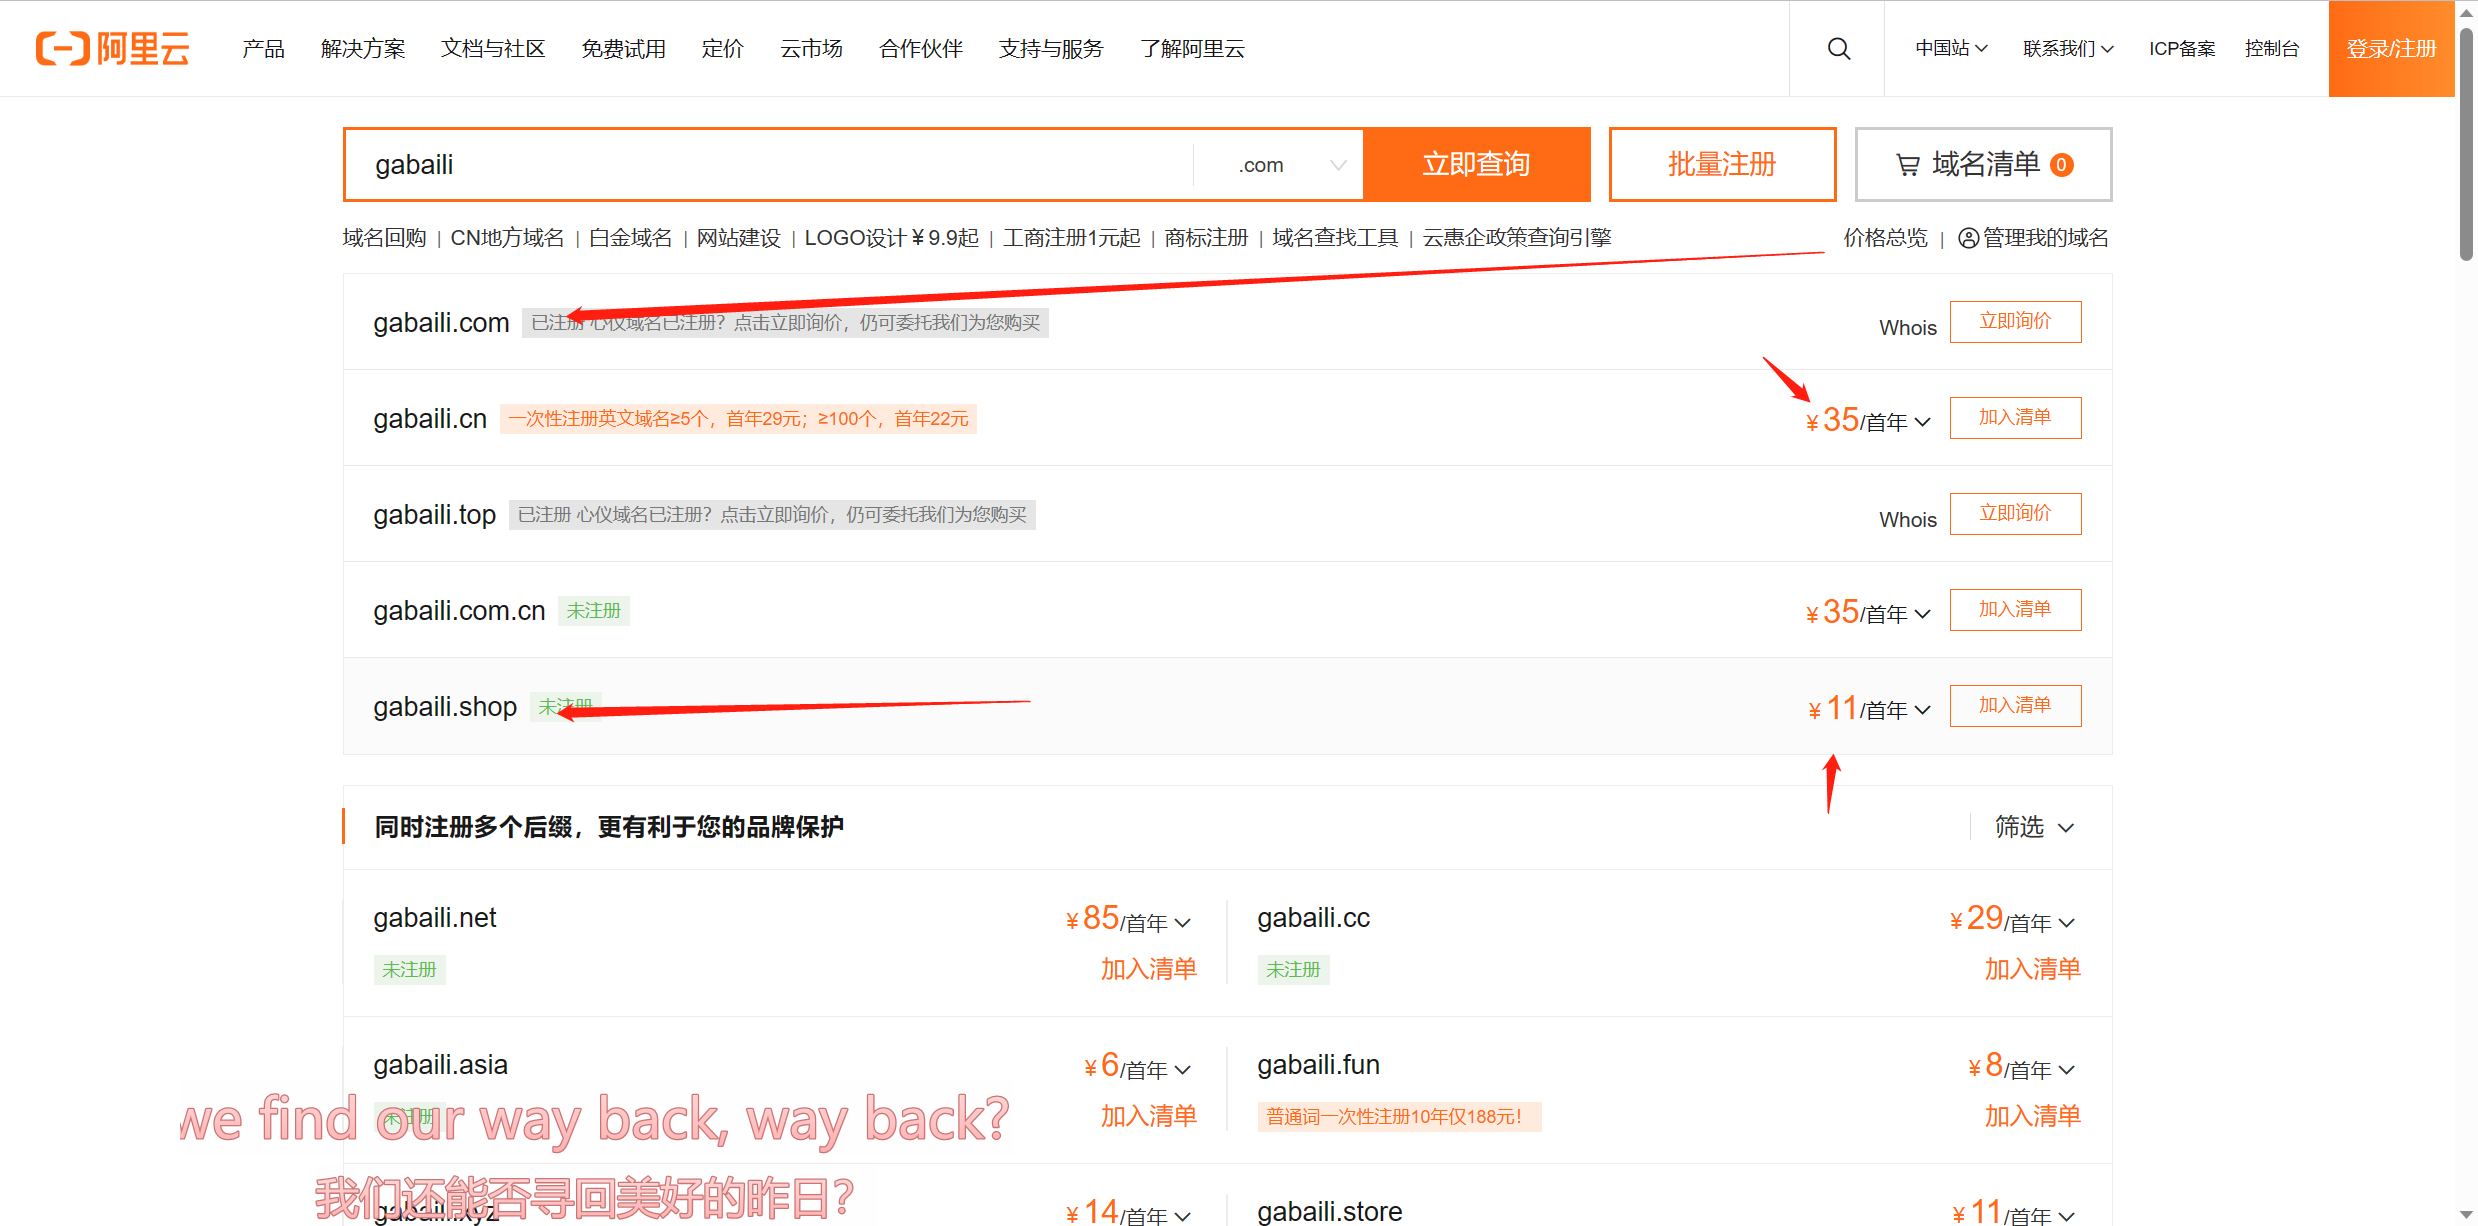 阿里云 产品 解决方案 文档与社区 免费试用 定价 云市场 合作伙伴 支持与服务 了解阿里云 中国站 联系我们 ICP备案 控制台 登录/注册
gabaili .com 立即查询 批量注册 域名清单 0
域名回购 | CN地方域名 | 白金域名 | 网站建设 | LOGO设计¥9.9起 | 工商注册1元起 | 商标注册 | 域名查找工具 | 云惠企政策查询引擎 价格总览 | 管理我的域名
gabaili.com 已注册 心仪域名已注册？点击立即询价，仍可委托我们为您购买 Whois 立即询价
gabaili.cn 一次性注册英文域名≥5个，首年29元；≥100个，首年22元 ¥35/首年 加入清单
gabaili.top 已注册 心仪域名已注册？点击立即询价，仍可委托我们为您购买 Whois 立即询价
gabaili.com.cn 未注册 ¥35/首年 加入清单
gabaili.shop 未注册 ¥11/首年 加入清单
同时注册多个后缀，更有利于您的品牌保护 筛选
gabaili.net ¥85/首年 gabaili.cc ¥29/首年
未注册 加入清单 未注册 加入清单
gabaili.asia ¥6/首年 gabaili.fun ¥8/首年
未注册 加入清单 普通词一次性注册10年仅188元！ 加入清单
we find our way back, way back?
我们还能否寻回美好的昨日？
gabaili.xyz ¥14/首年 gabaili.store ¥11/首年